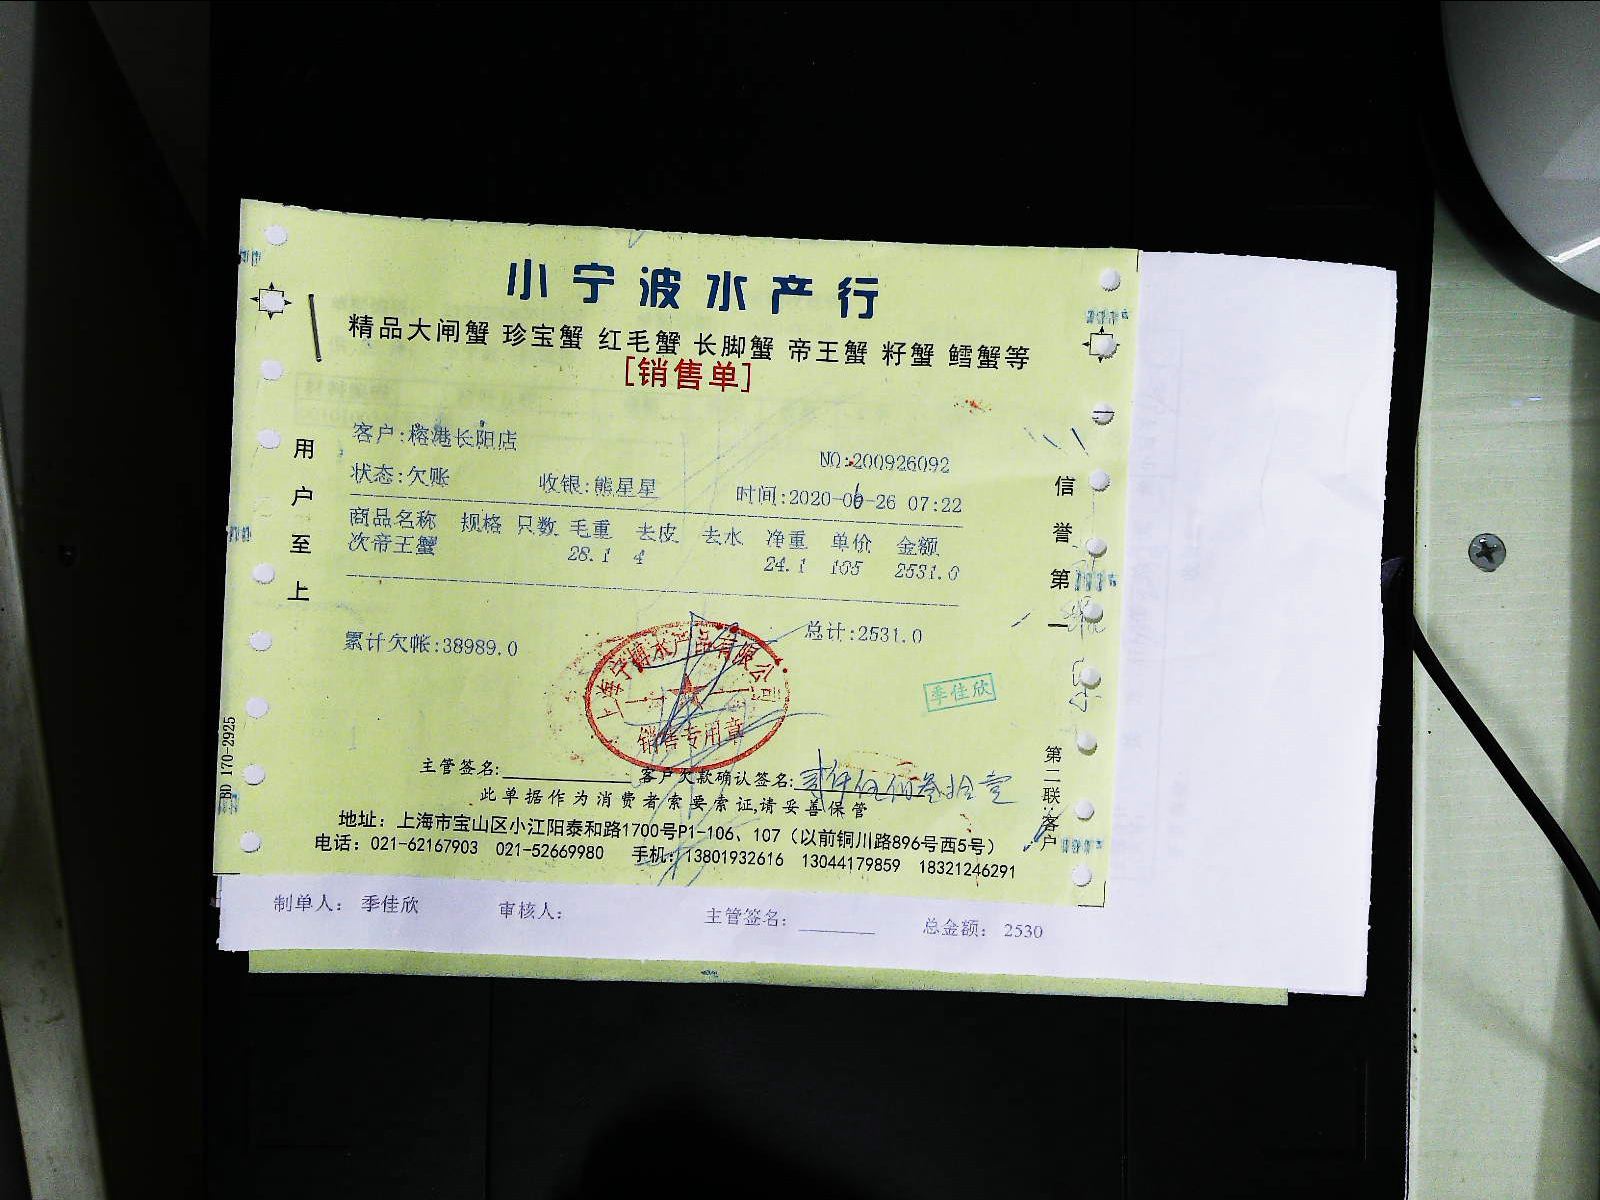 小宁波水产行
精品大闸蟹 珍宝蟹 红毛蟹 长脚蟹 帝王蟹 籽蟹 鳕蟹等
[销售单]
客户:榕港长阳店
NO:200926092
状态:欠账 收银:熊星星 时间:2020-06-26 07:22
商品名称 规格 只数 毛重 去皮 去水 净重 单价 金额
次帝王蟹 28.1 4 24.1 105 2531.0
累计欠帐:38989.0 总计:2531.0
用户至上
信誉第一
销售专用章
季佳欣
BD 170-2925
第二联:客户
主管签名: 客户欠款确认签名:贰仟伍佰叁拾壹
此单据作为消费者索要索证,请妥善保管
地址：上海市宝山区小江阳泰和路1700号P1-106、107（以前铜川路896号西5号）
电话：021-62167903 021-52669980 手机：13801932616 13044179859 18321246291
制单人： 季佳欣 审核人： 主管签名： 总金额： 2530